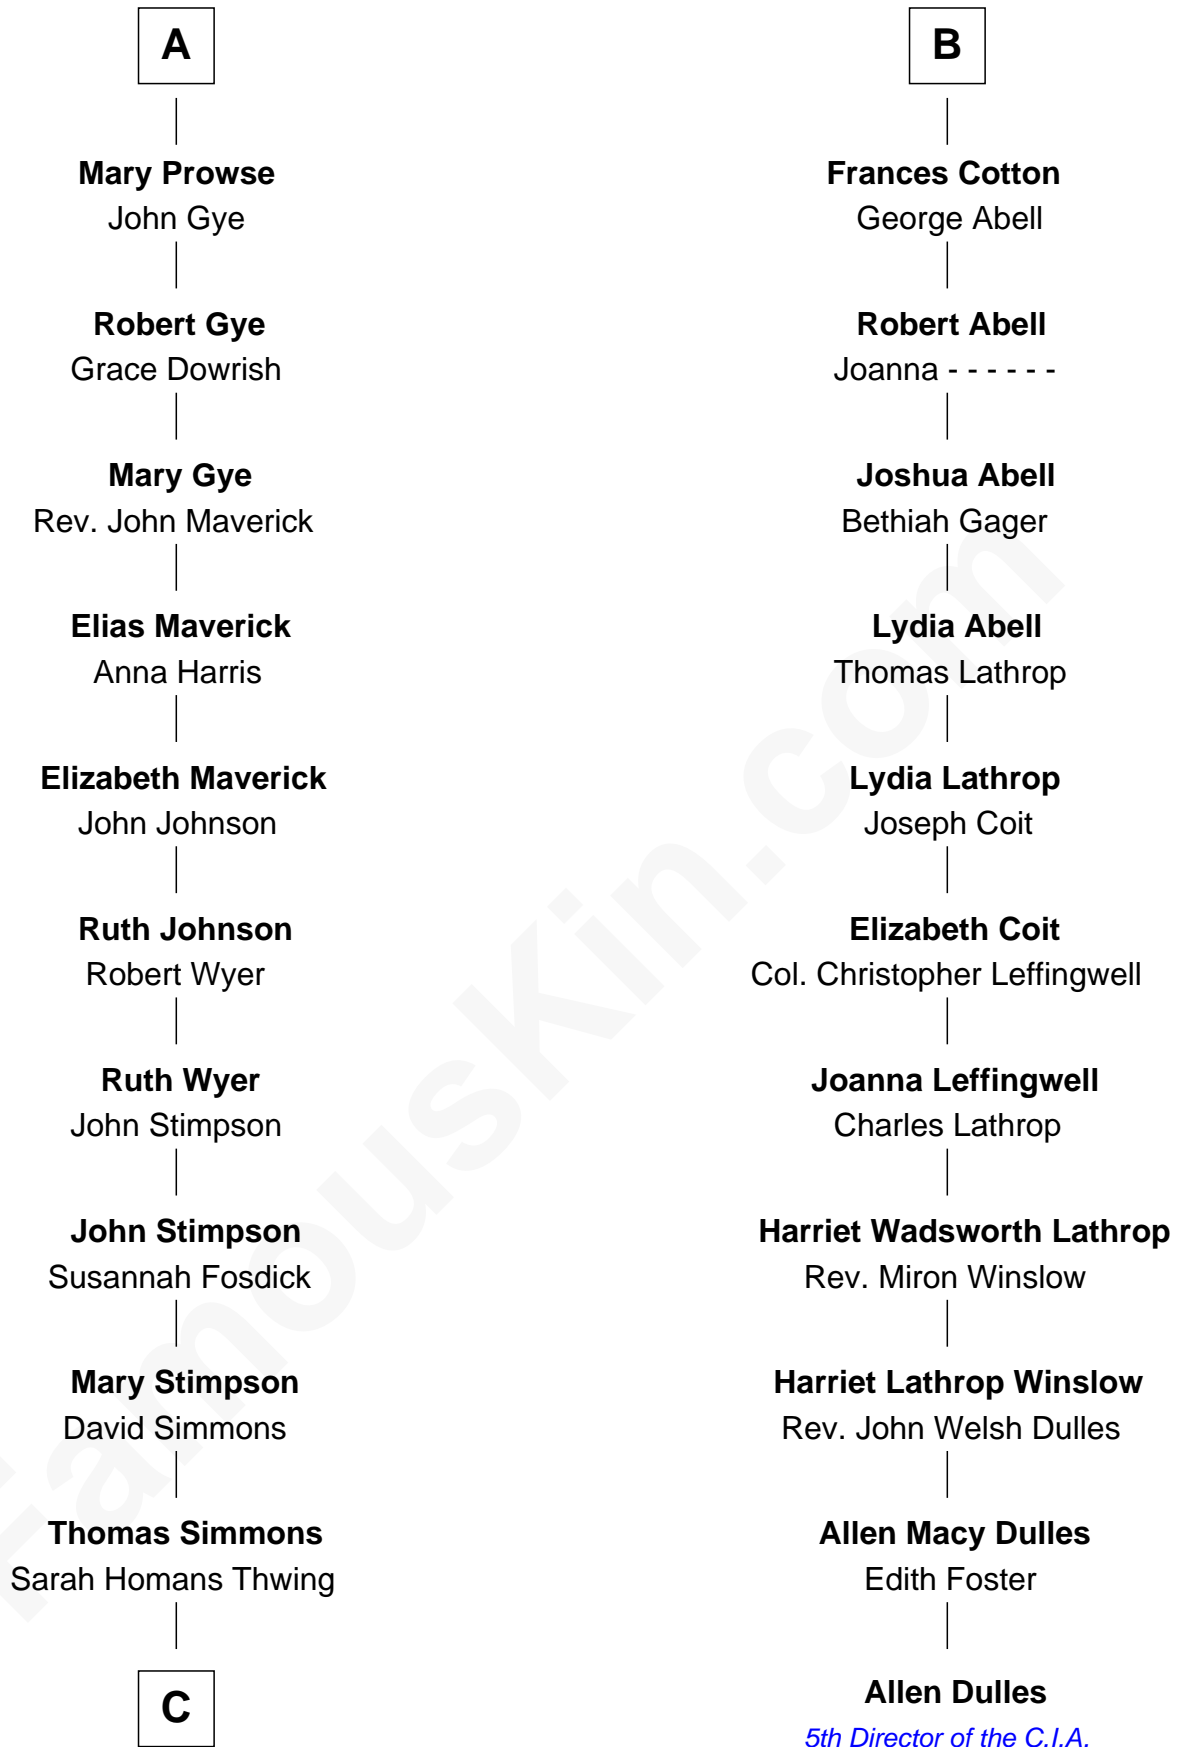 A
Mary Prowse
John Gye
Robert Gye
Grace Dowrish
Mary Gye
Rev. John Maverick
Elias Maverick
Anna Harris
Elizabeth Maverick
John Johnson
Ruth Johnson
Robert Wyer
Ruth Wyer
John Stimpson
John Stimpson
Susannah Fosdick
Mary Stimpson
David Simmons
Thomas Simmons
Sarah Homans Thwing
C
B
Frances Cotton
George Abell
Robert Abell
Joanna - - - - - -
Joshua Abell
Bethiah Gager
Lydia Abell
Thomas Lathrop
Lydia Lathrop
Joseph Coit
Elizabeth Coit
Col. Christopher Leffingwell
Joanna Leffingwell
Charles Lathrop
Harriet Wadsworth Lathrop
Rev. Miron Winslow
Harriet Lathrop Winslow
Rev. John Welsh Dulles
Allen Macy Dulles
Edith Foster
Allen Dulles
5th Director of the C.I.A.
FamousKin.com